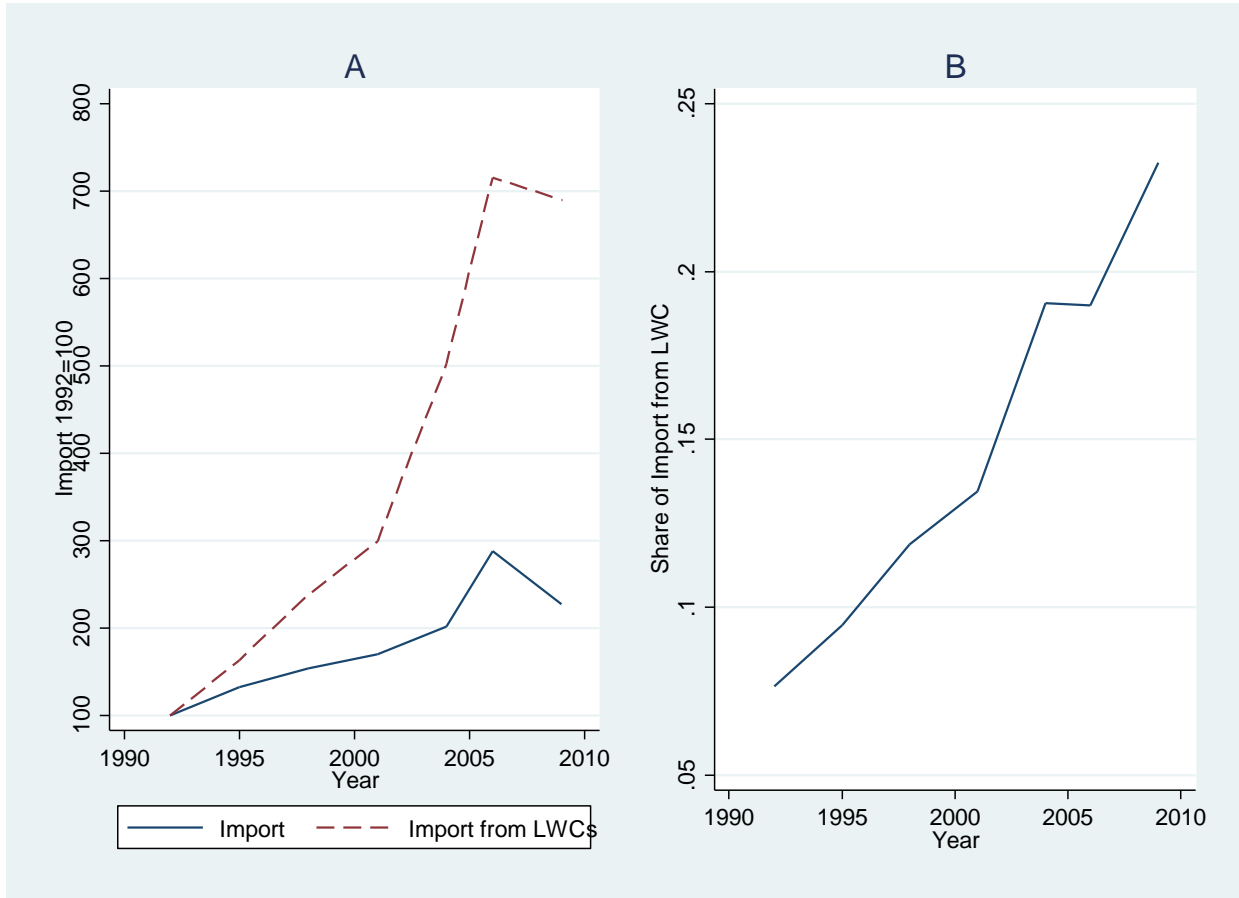 A
Import 1992=100
800
700
600
500
400
300
200
100
1990 1995 2000 2005 2010
Year
Import Import from LWCs
B
Share of Import from LWC
.25
.2
.15
.1
.05
1990 1995 2000 2005 2010
Year